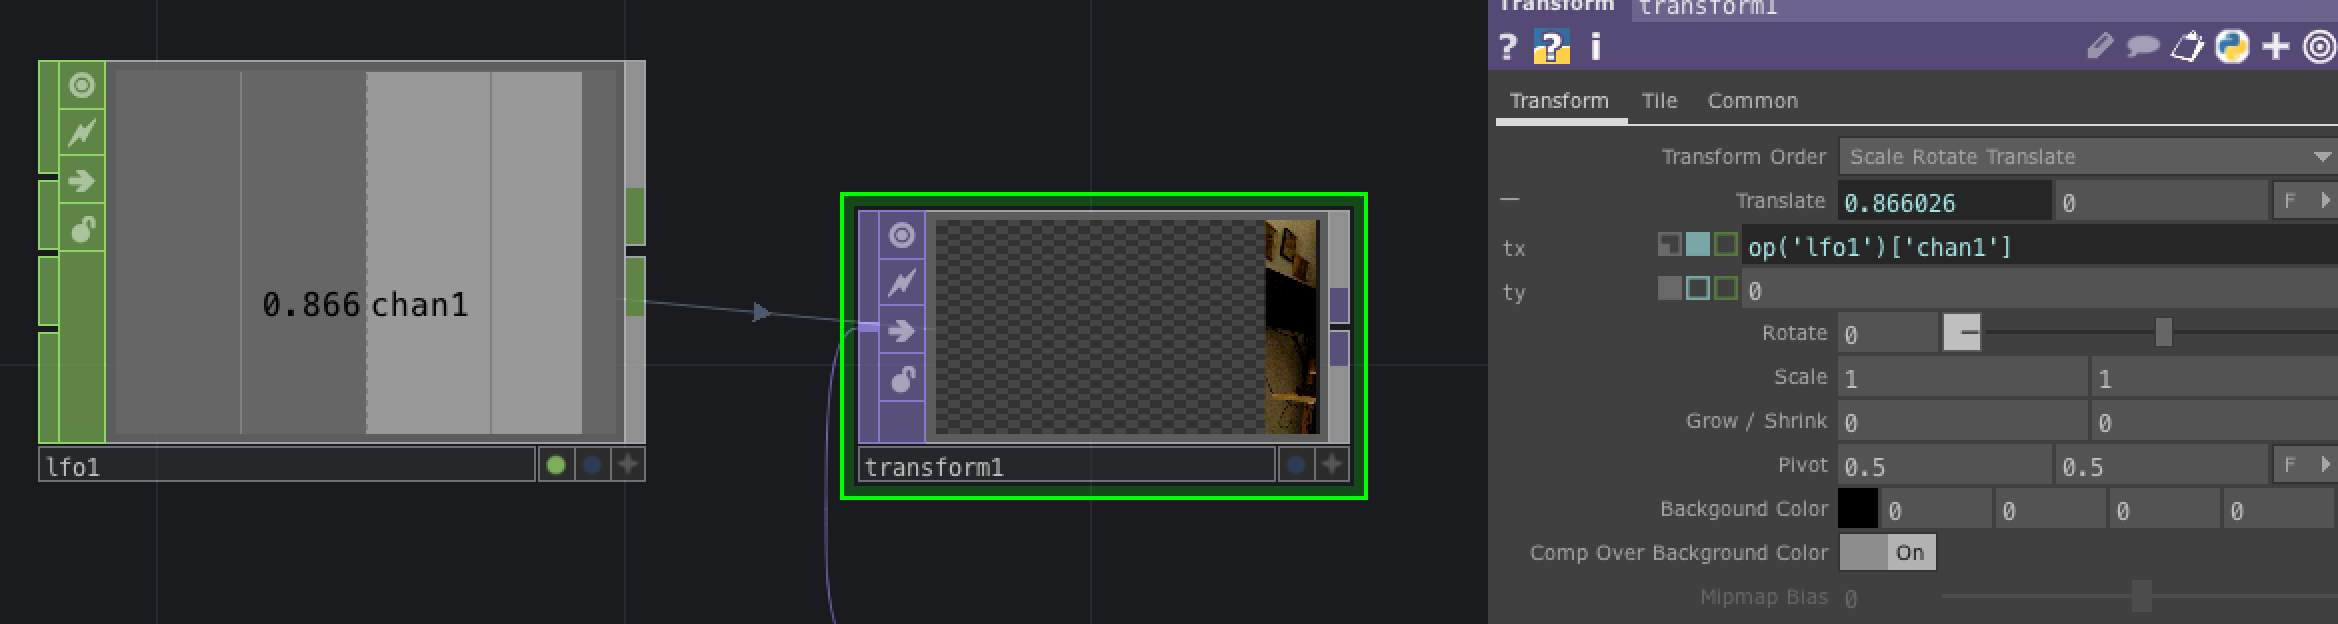 Transform transform1
? ? i
Transform Tile Common
Transform Order Scale Rotate Translate
Translate 0.866026 0 F
tx op('lfo1')['chan1']
ty 0
Rotate 0
Scale 1 1
Grow / Shrink 0 0
Pivot 0.5 0.5 F
Backgound Color 0 0 0 0
Comp Over Background Color On
Mipmap Bias 0
0.866 chan1
lfo1
transform1